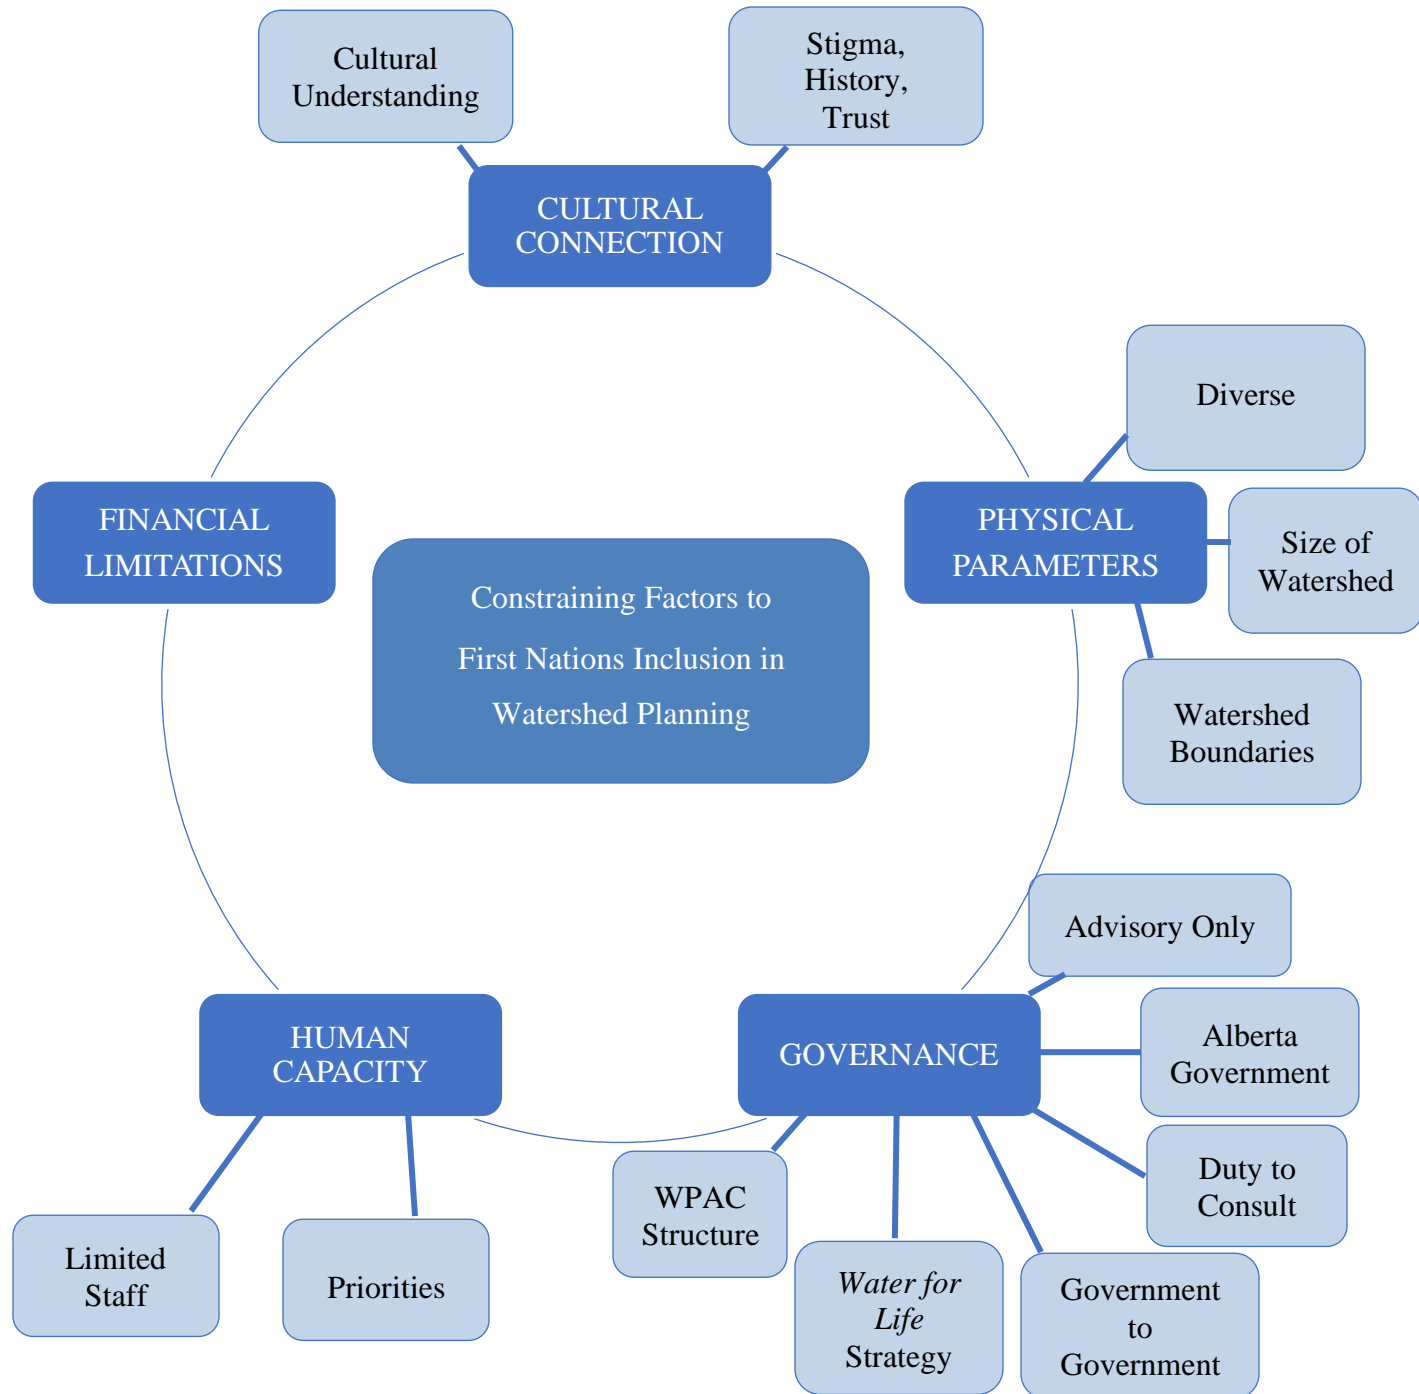 Cultural
Understanding
Stigma,
History,
Trust
CULTURAL
CONNECTION
Diverse
FINANCIAL
LIMITATIONS
PHYSICAL
PARAMETERS
Size of
Watershed
Constraining Factors to
First Nations Inclusion in
Watershed Planning
Watershed
Boundaries
Advisory Only
HUMAN
CAPACITY
GOVERNANCE
Alberta
Government
Duty to
Consult
WPAC
Structure
Limited
Staff
Priorities
Water for
Life
Strategy
Government
to
Government